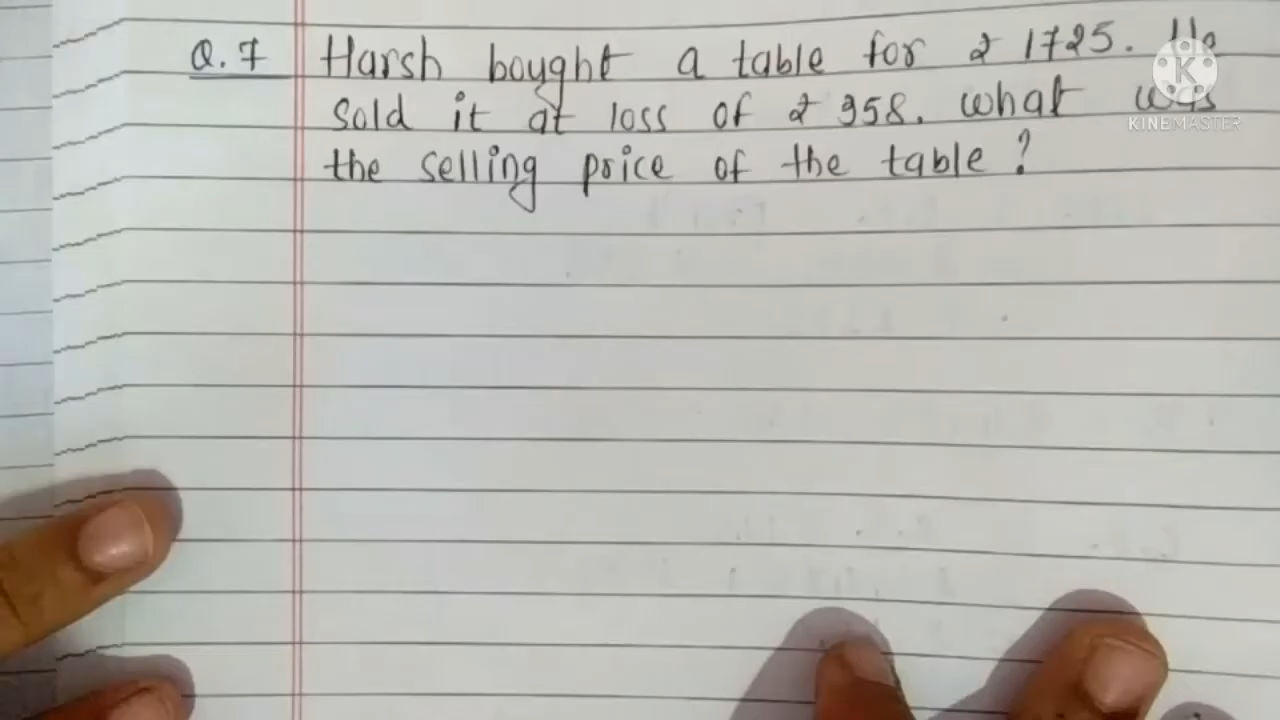 Q.7 Harsh bought a table for ₹ 1725. He
sold it at loss of ₹ 958. what was
the selling price of the table ?
KINEMASTER